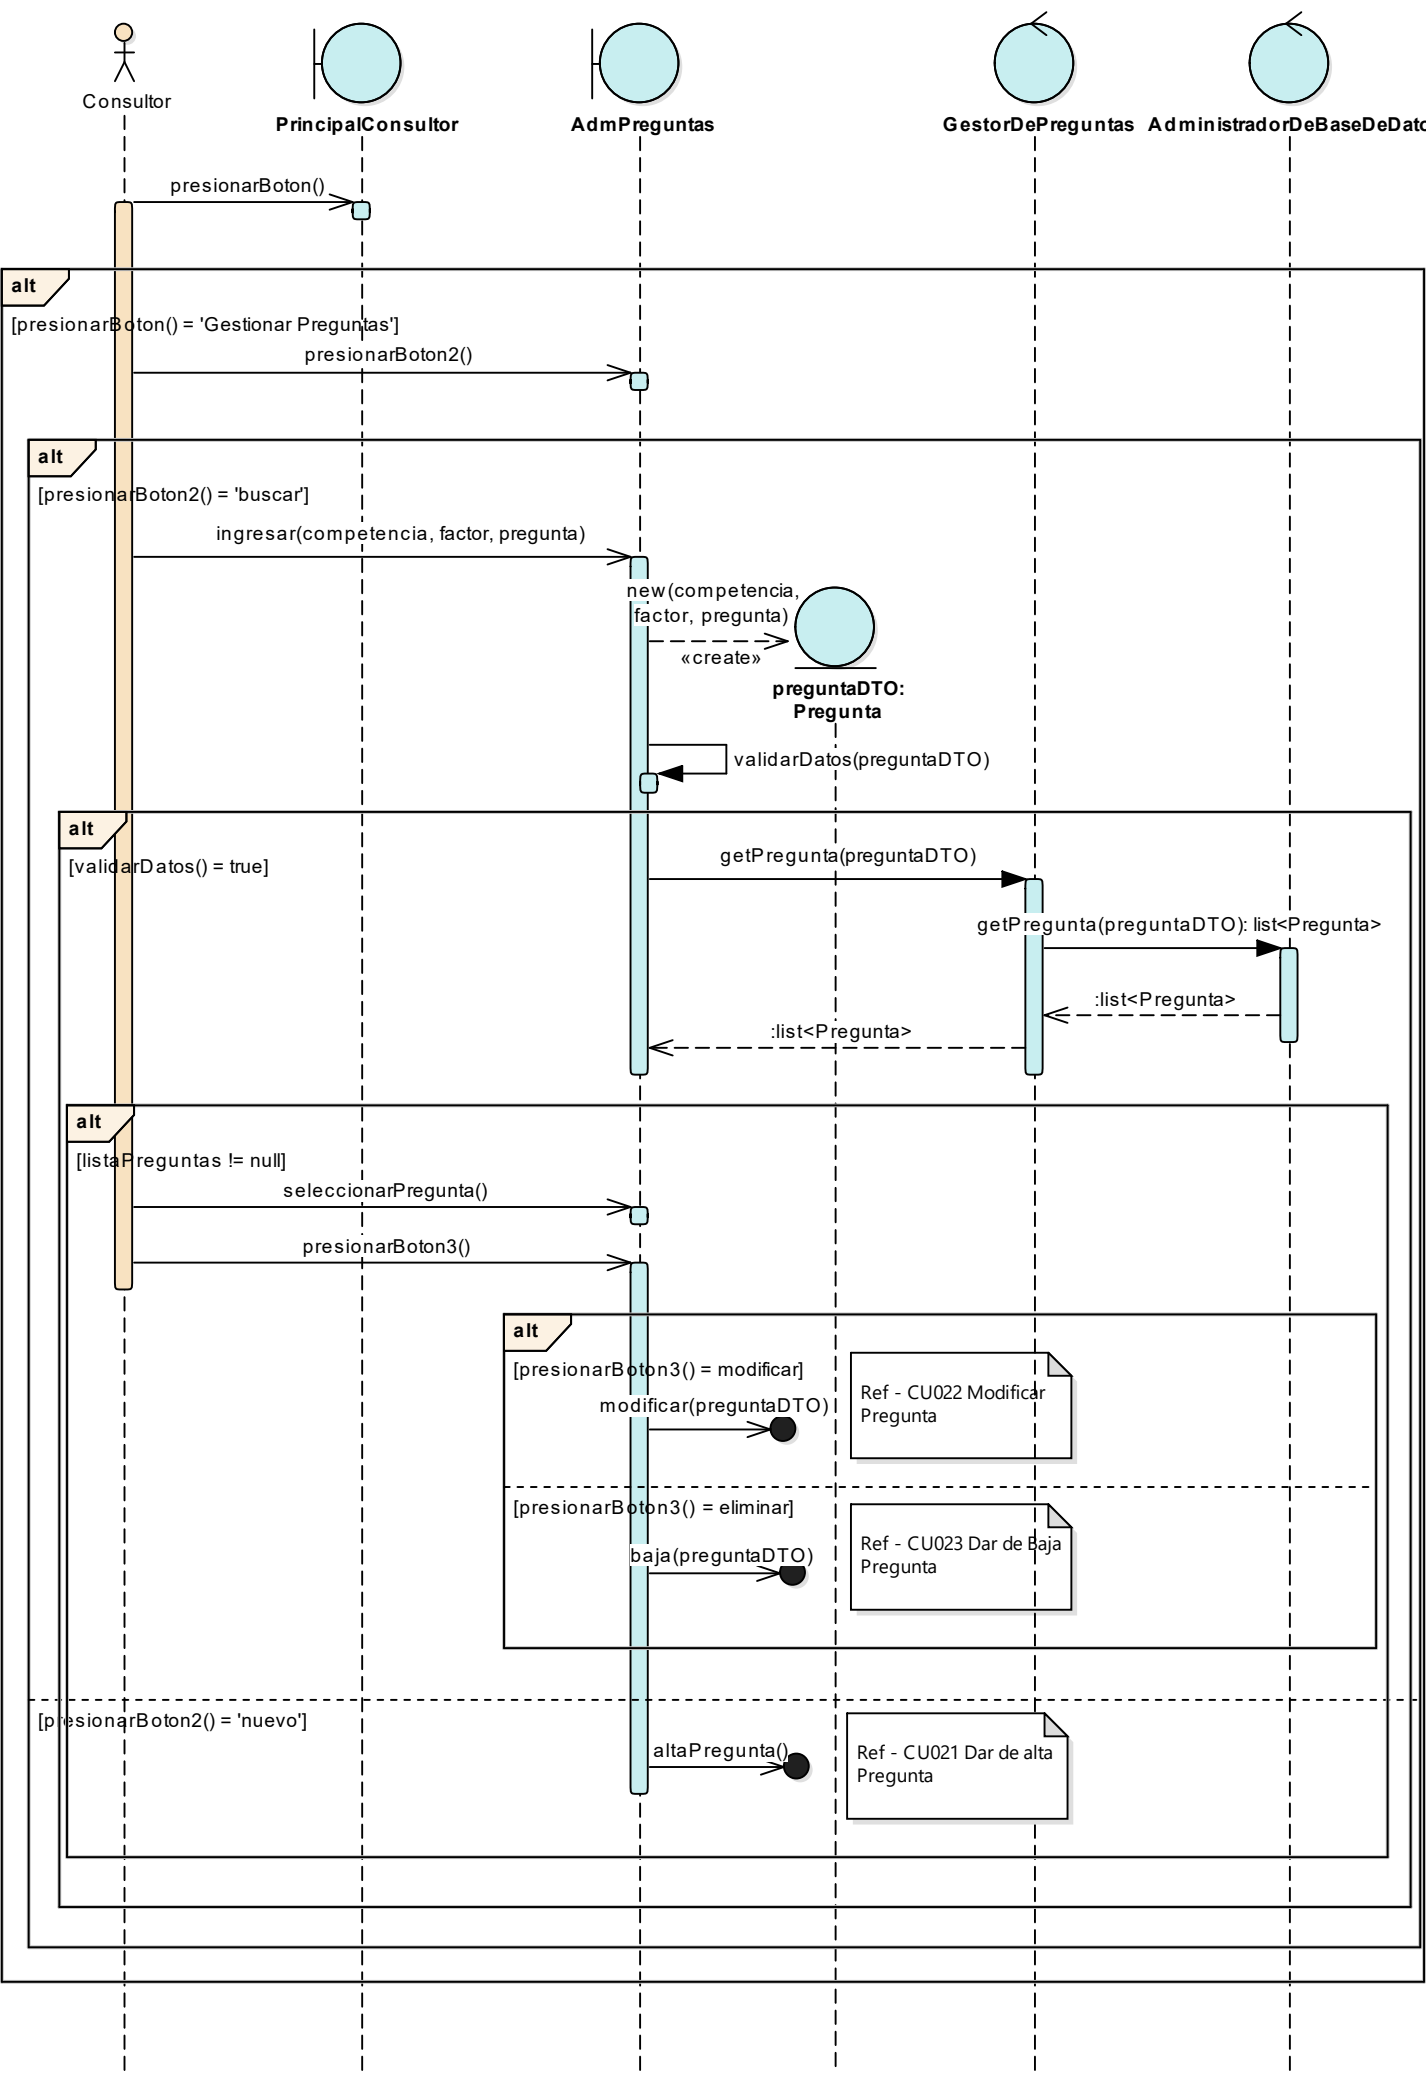 Consultor
PrincipalConsultor
AdmPreguntas
GestorDePreguntas
AdministradorDeBaseDeDato
presionarBoton()
alt
[presionarBoton() = 'Gestionar Preguntas']
presionarBoton2()
alt
[presionarBoton2() = 'buscar']
ingresar(competencia, factor, pregunta)
new(competencia,
factor, pregunta)
«create»
preguntaDTO:
Pregunta
validarDatos(preguntaDTO)
alt
[validarDatos() = true]
getPregunta(preguntaDTO)
getPregunta(preguntaDTO): list<Pregunta>
:list<Pregunta>
:list<Pregunta>
alt
[listaPreguntas != null]
seleccionarPregunta()
presionarBoton3()
alt
[presionarBoton3() = modificar]
modificar(preguntaDTO)
Ref - CU022 Modificar
Pregunta
[presionarBoton3() = eliminar]
baja(preguntaDTO)
Ref - CU023 Dar de Baja
Pregunta
[presionarBoton2() = 'nuevo']
altaPregunta()
Ref - CU021 Dar de alta
Pregunta